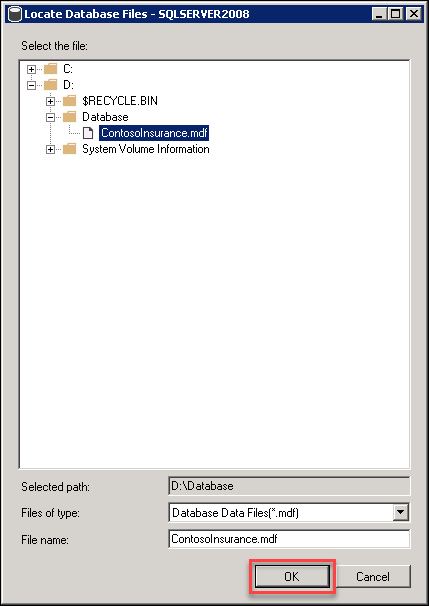 Locate Database Files - SQLSERVER2008
Select the file:
C:
D:
$RECYCLE.BIN
Database
ContosoInsurance.mdf
System Volume Information
Selected path: D:\Database
Files of type: Database Data Files(*.mdf)
File name: ContosoInsurance.mdf
OK Cancel